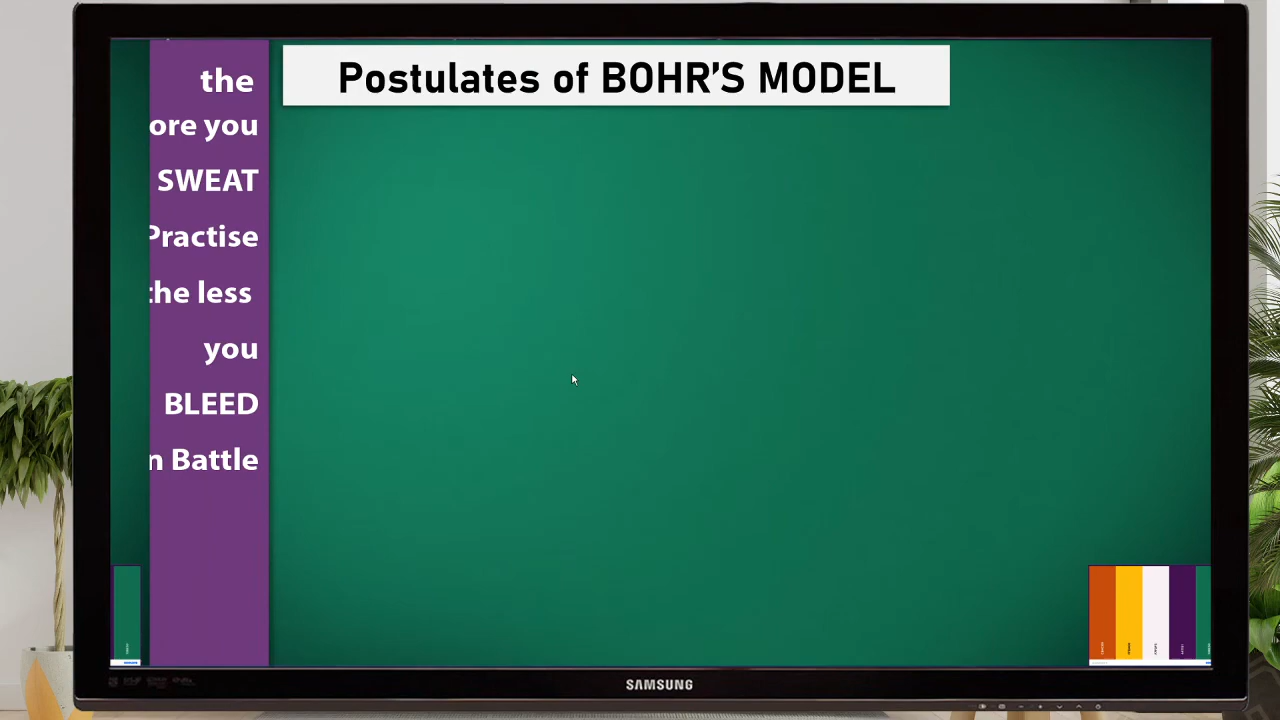 Postulates of BOHR'S MODEL
the
ore you
SWEAT
Practise
the less
you
BLEED
n Battle
SAMSUNG